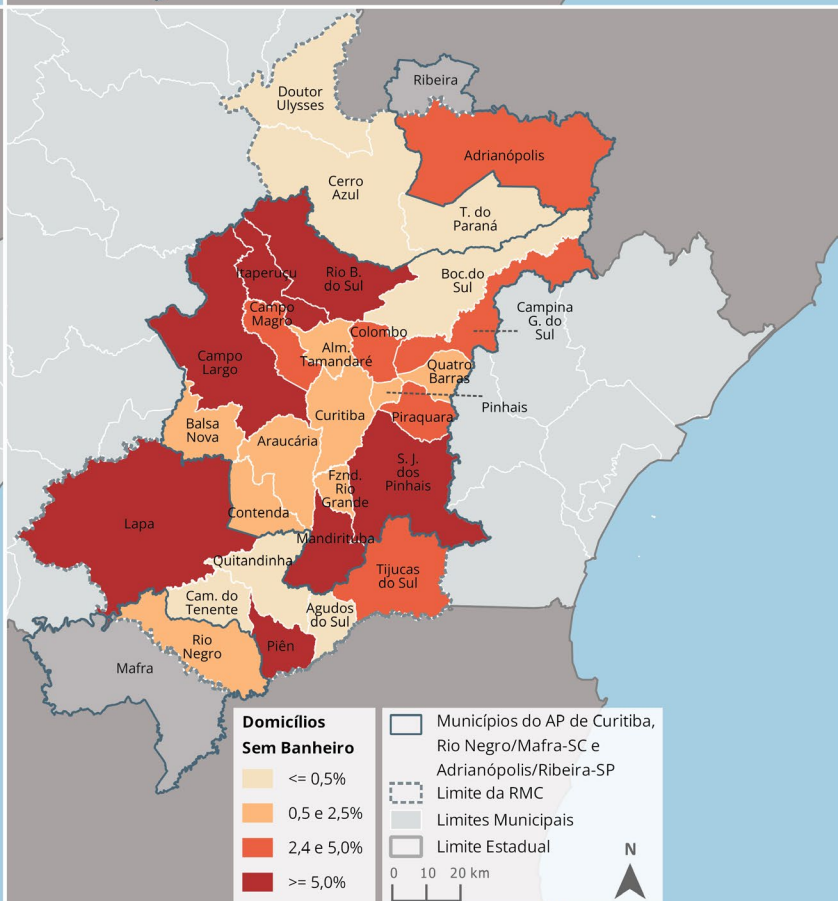 Doutor
Ulysses
Ribeira
Adrianópolis
Cerro
Azul
T. do
Paraná
Itaperuçu
Rio B.
do Sul
Boc.do
Sul
Campo
Magro
Campina
G. do
Sul
Colombo
Alm.
Tamandaré
Campo
Largo
Quatro
Barras
Pinhais
Curitiba
Piraquara
Balsa
Nova
Araucária
S. J.
dos
Pinhais
Fznd.
Rio
Grande
Contenda
Lapa
Mandirituba
Quitandinha
Tijucas
do Sul
Cam. do
Tenente
Agudos
do Sul
Rio
Negro
Piên
Mafra
Domicílios
Sem Banheiro
<= 0,5%
0,5 e 2,5%
2,4 e 5,0%
>= 5,0%
Municípios do AP de Curitiba,
Rio Negro/Mafra-SC e
Adrianópolis/Ribeira-SP
Limite da RMC
Limites Municipais
Limite Estadual
0 10 20 km
N